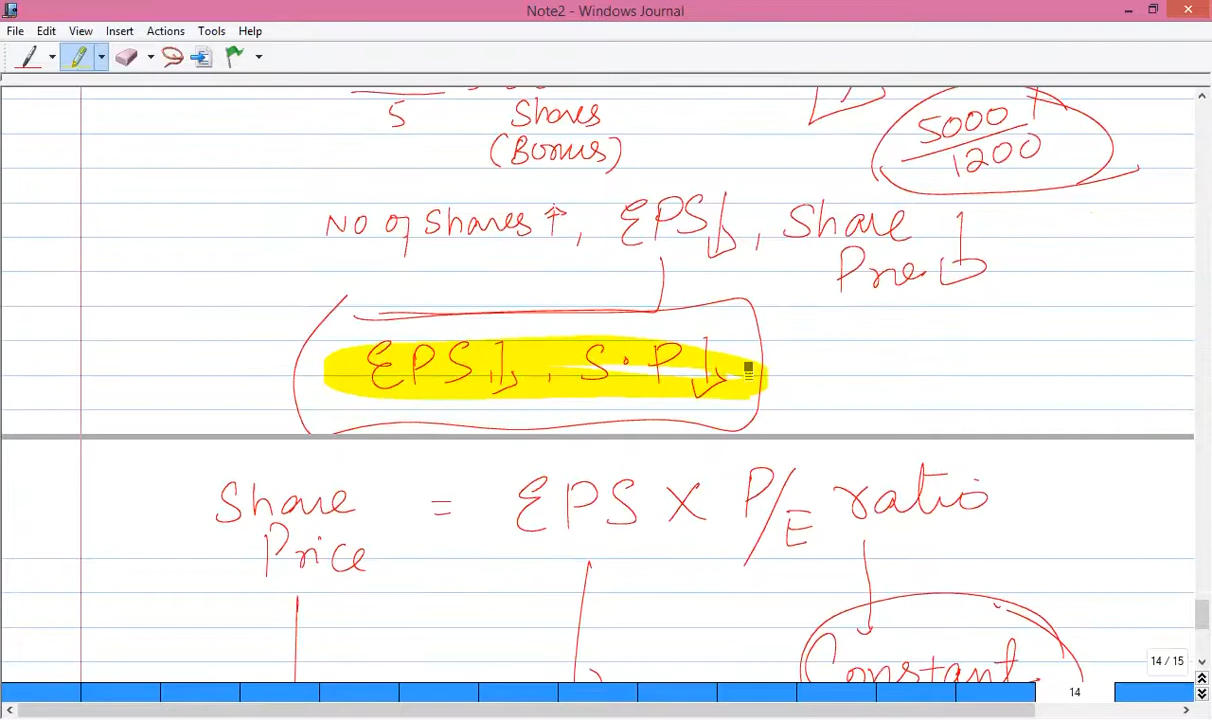 Note2 - Windows Journal
File Edit View Insert Actions Tools Help
5
Shares
(Bonus)
5000
1200
No of Shares ↑, EPS↓, Share
Price ↓
EPS↓, S.P↓
Share = EPS X P/E ratio
Price
Constant
14 / 15
14